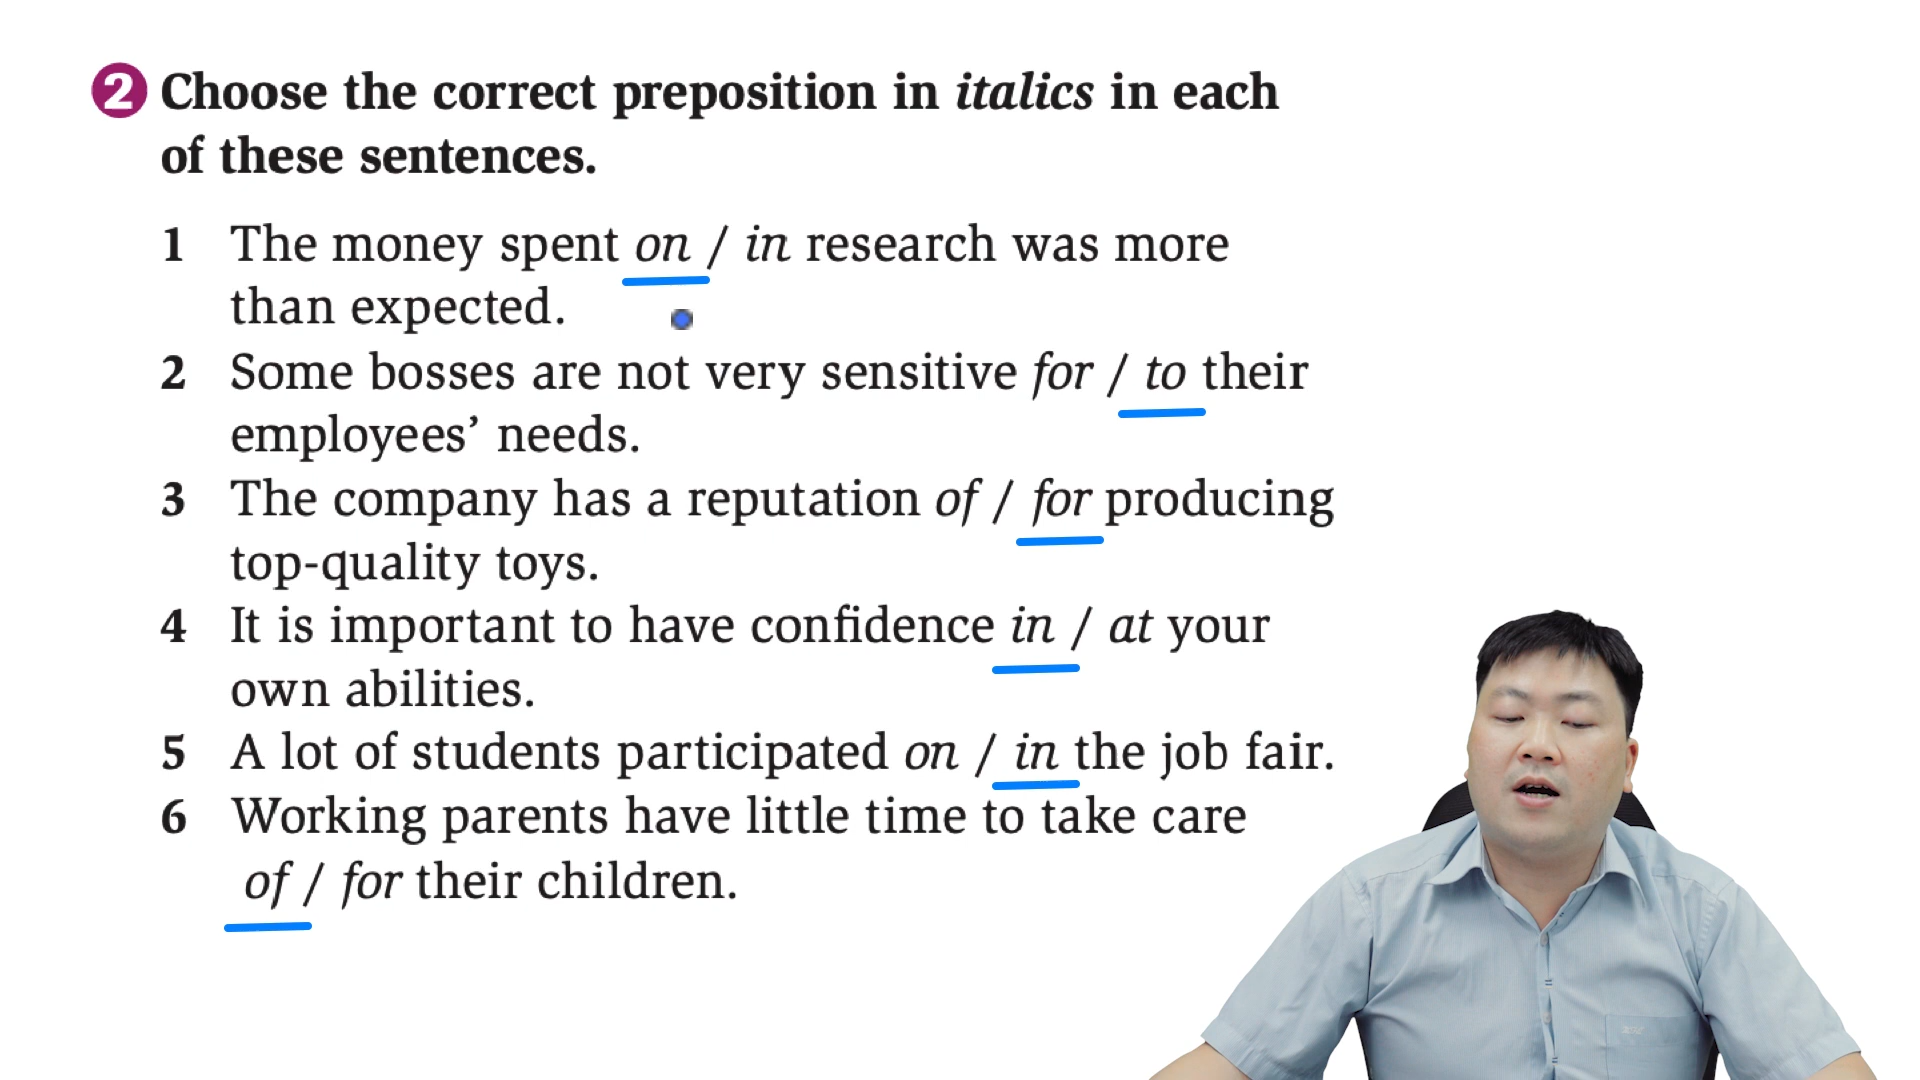 2 Choose the correct preposition in italics in each
of these sentences.
1 The money spent on / in research was more
than expected.
2 Some bosses are not very sensitive for / to their
employees’ needs.
3 The company has a reputation of / for producing
top-quality toys.
4 It is important to have confidence in / at your
own abilities.
5 A lot of students participated on / in the job fair.
6 Working parents have little time to take care
of / for their children.